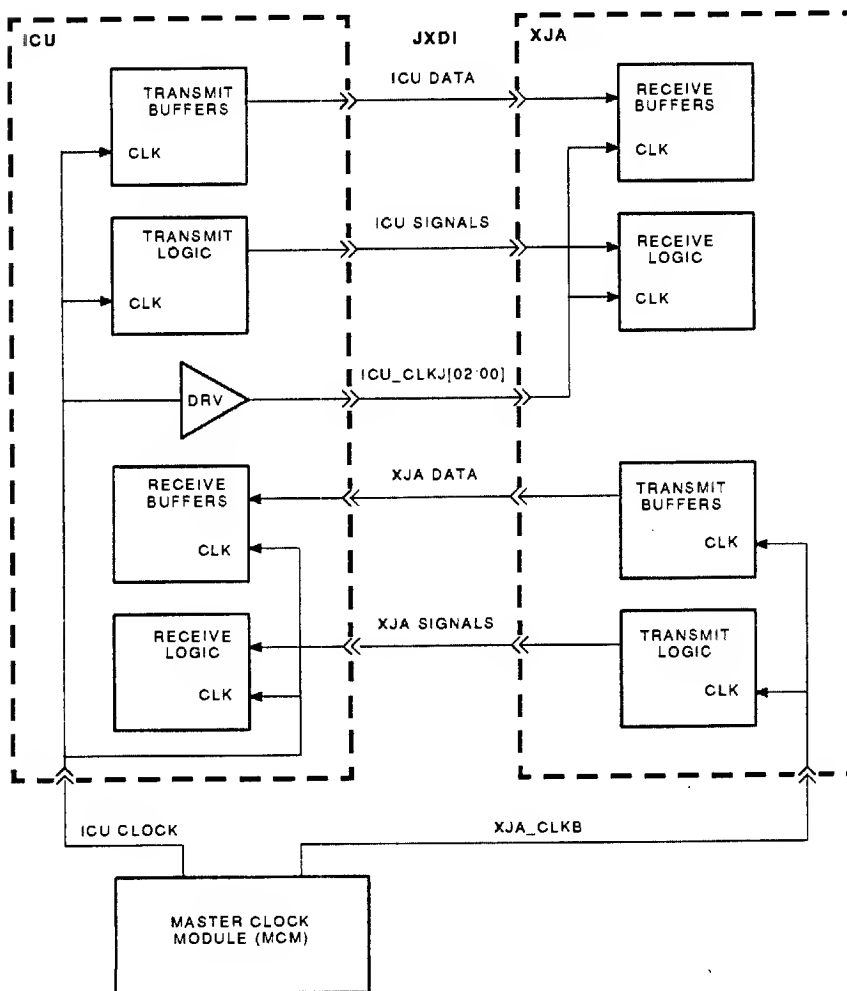 ICU
JXDI
XJA
ICU DATA
TRANSMIT
BUFFERS
CLK
RECEIVE
BUFFERS
CLK
ICU SIGNALS
TRANSMIT
LOGIC
CLK
RECEIVE
LOGIC
CLK
ICU_CLKJ[02:00]
DRV
XJA DATA
RECEIVE
BUFFERS
CLK
TRANSMIT
BUFFERS
CLK
XJA SIGNALS
RECEIVE
LOGIC
CLK
TRANSMIT
LOGIC
CLK
ICU CLOCK
XJA_CLKB
MASTER CLOCK
MODULE (MCM)